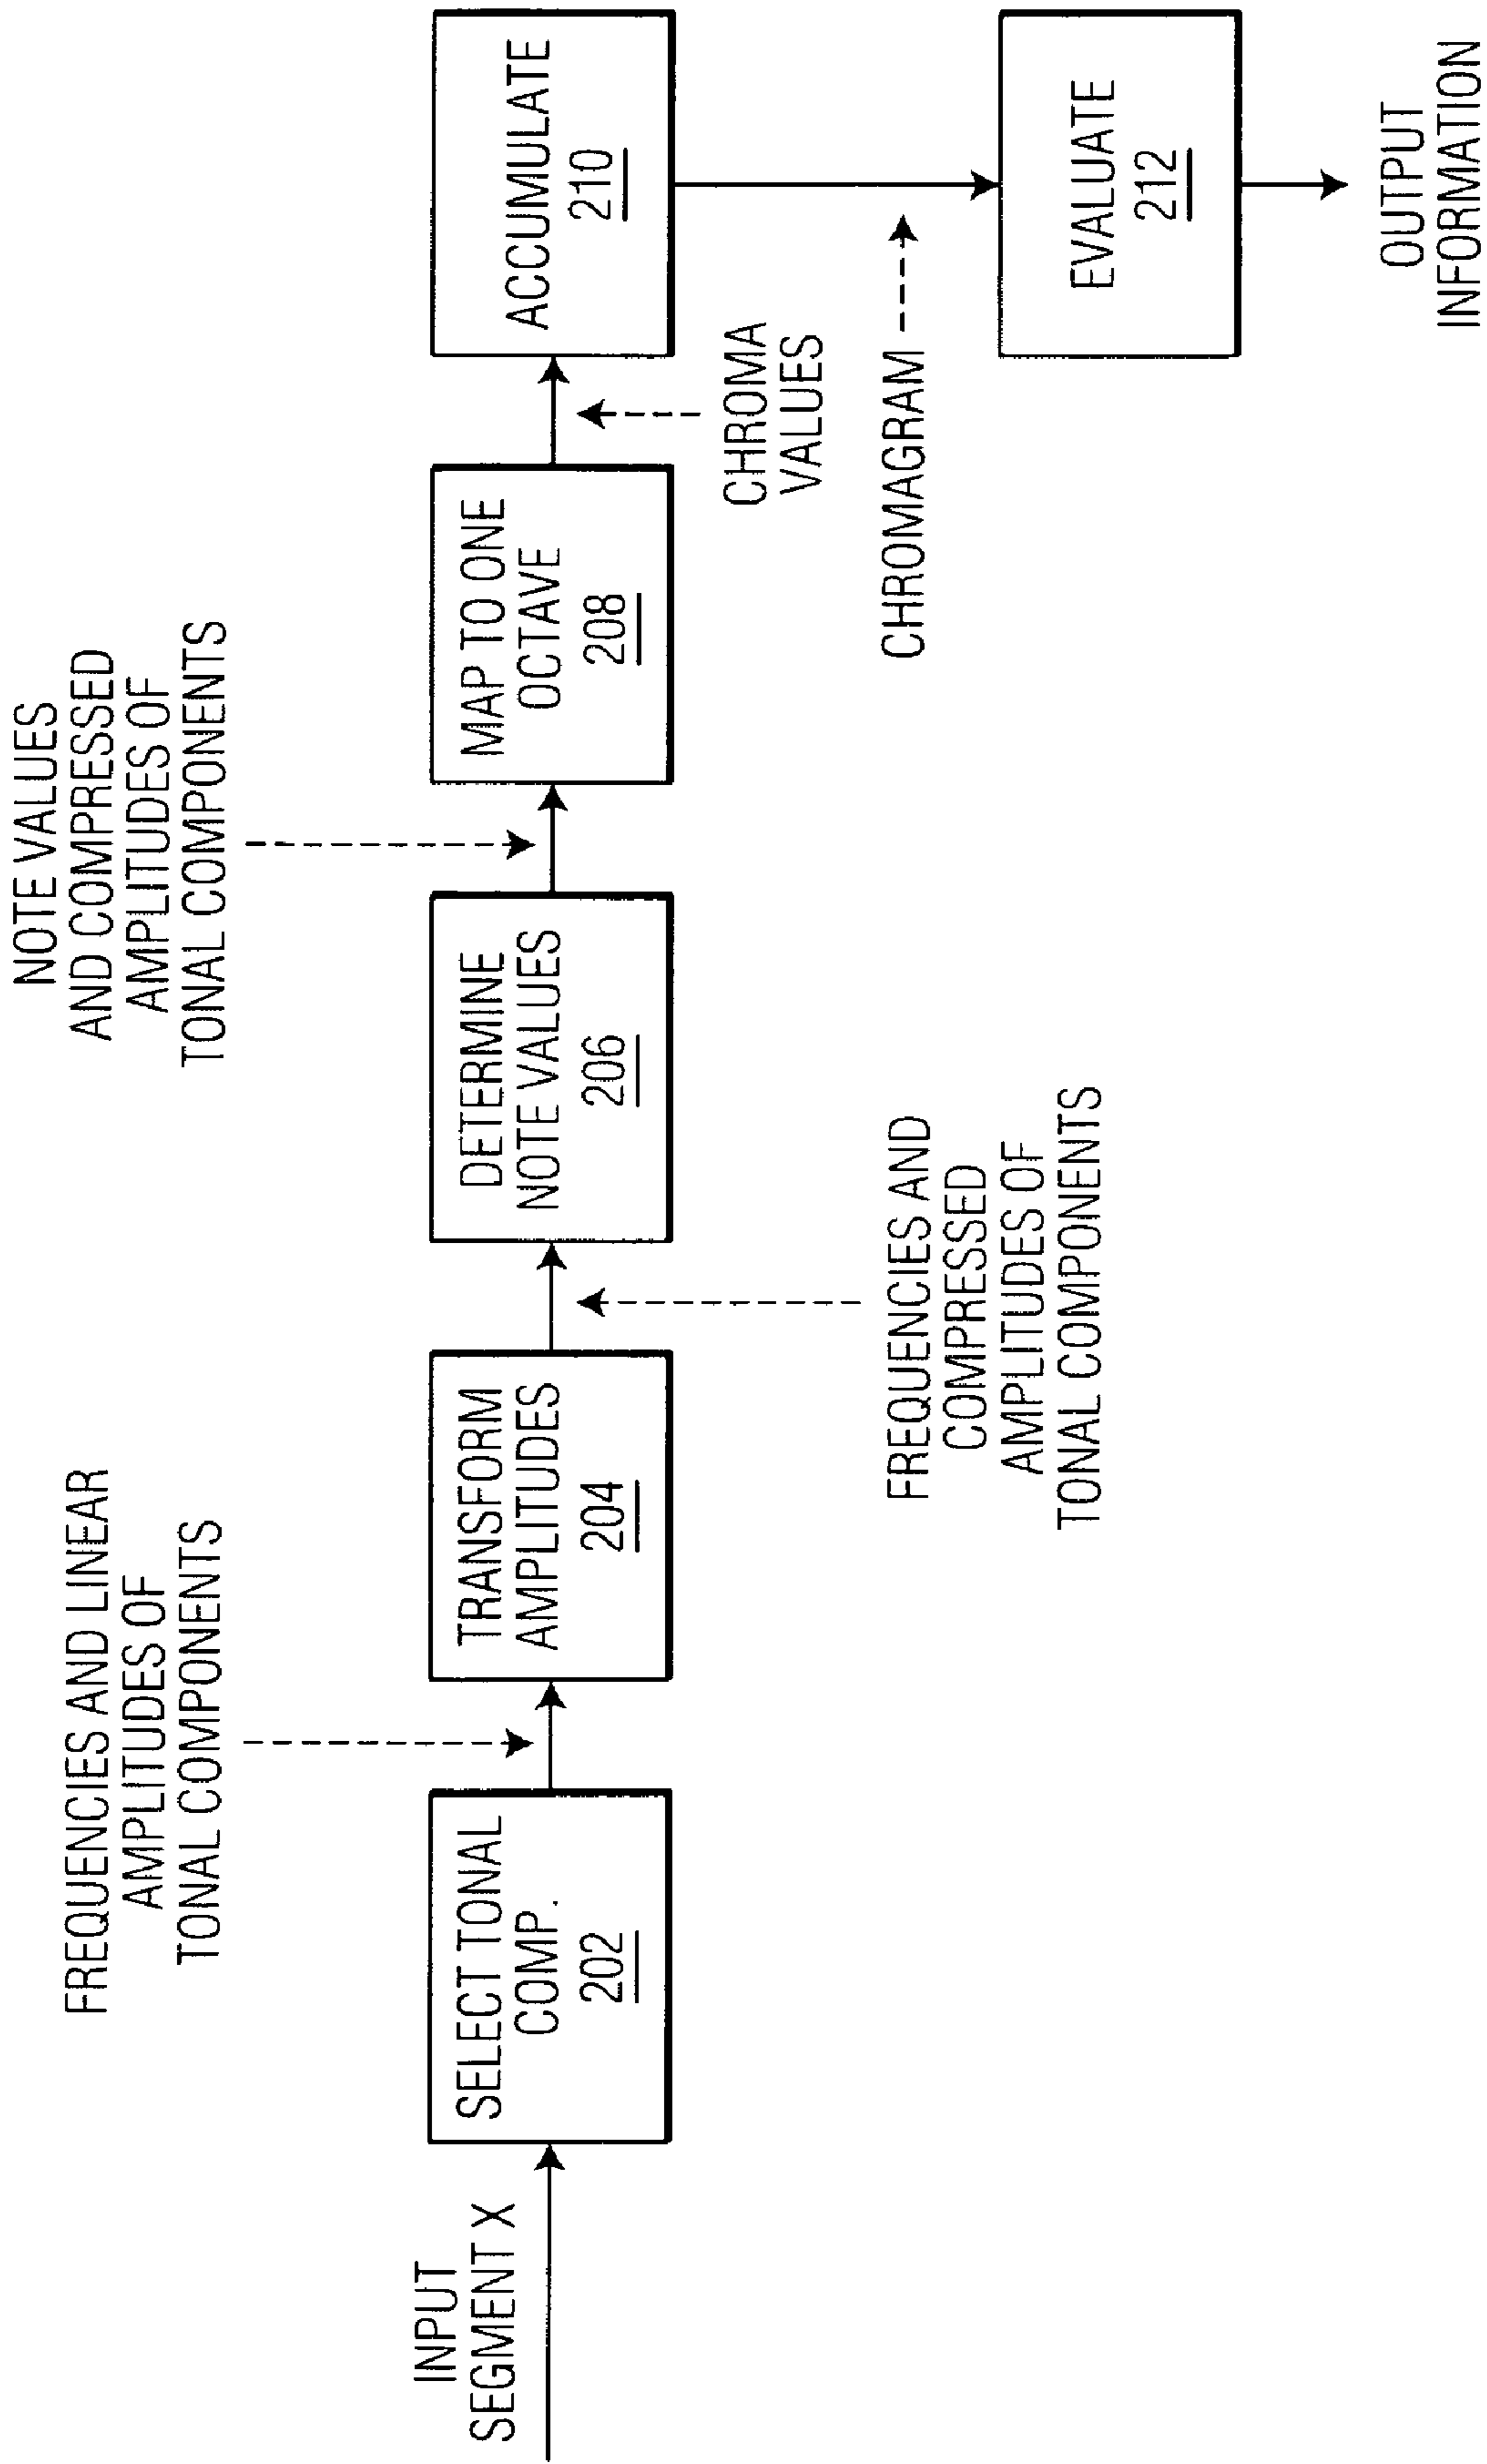 INPUT
SEGMENT X
SELECT TONAL
COMP.
202
FREQUENCIES AND LINEAR
AMPLITUDES OF
TONAL COMPONENTS
TRANSFORM
AMPLITUDES
204
FREQUENCIES AND
COMPRESSED
AMPLITUDES OF
TONAL COMPONENTS
DETERMINE
NOTE VALUES
206
NOTE VALUES
AND COMPRESSED
AMPLITUDES OF
TONAL COMPONENTS
MAP TO ONE
OCTAVE
208
CHROMA
VALUES
ACCUMULATE
210
CHROMAGRAM
EVALUATE
212
OUTPUT
INFORMATION